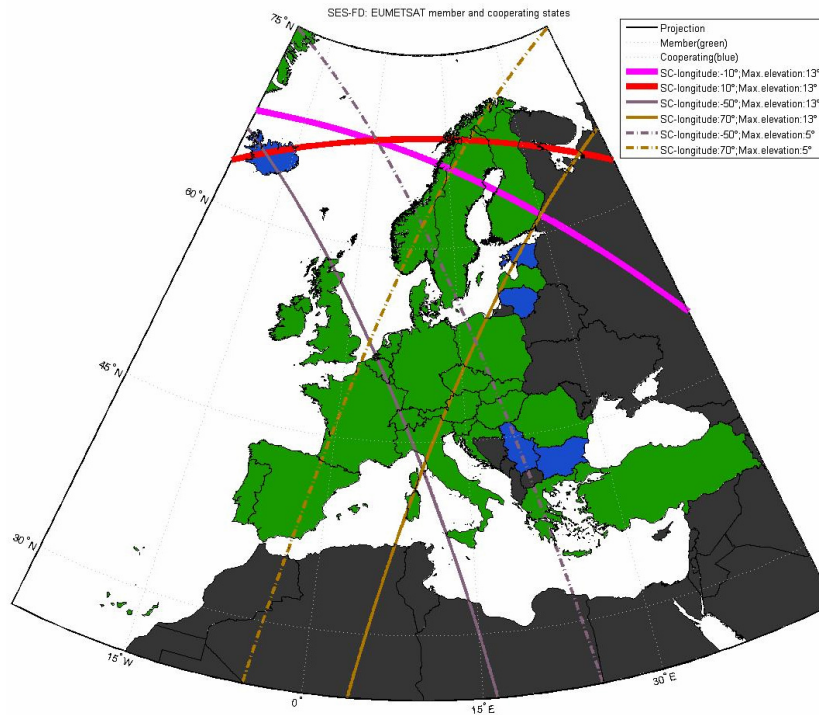 SES-FD: EUMETSAT member and cooperating states
Projection
Member(green)
Cooperating(blue)
SC-longitude:-10°;Max.elevation:13°
SC-longitude:10°;Max.elevation:13°
SC-longitude:-50°;Max.elevation:13°
SC-longitude:70°;Max.elevation:13°
SC-longitude:-50°;Max.elevation:5°
SC-longitude:70°;Max.elevation:5°
75°N
60°N
45°N
30°N
15°W
0°
15°E
30°E